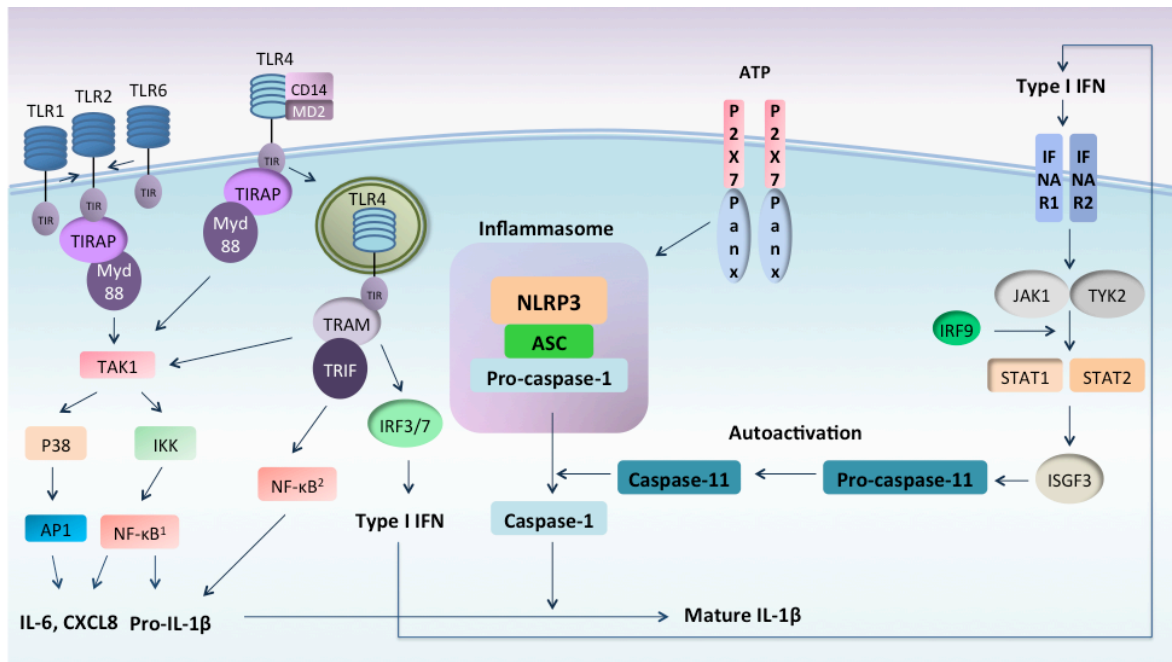 TLR1
TLR2
TLR6
TIR
TIR
TIR
TIRAP
Myd
88
TLR4
CD14
MD2
TIR
TIRAP
Myd
88
TLR4
TIR
TRAM
TRIF
TAK1
P38
IKK
AP1
NF-κB¹
NF-κB²
IRF3/7
Type I IFN
IL-6, CXCL8
Pro-IL-1β
Mature IL-1β
Inflammasome
NLRP3
ASC
Pro-caspase-1
Caspase-1
ATP
P
2
X
7
P
a
n
x
P
2
X
7
P
a
n
x
Autoactivation
Caspase-11
Pro-caspase-11
Type I IFN
IF
NA
R1
IF
NA
R2
JAK1
TYK2
IRF9
STAT1
STAT2
ISGF3